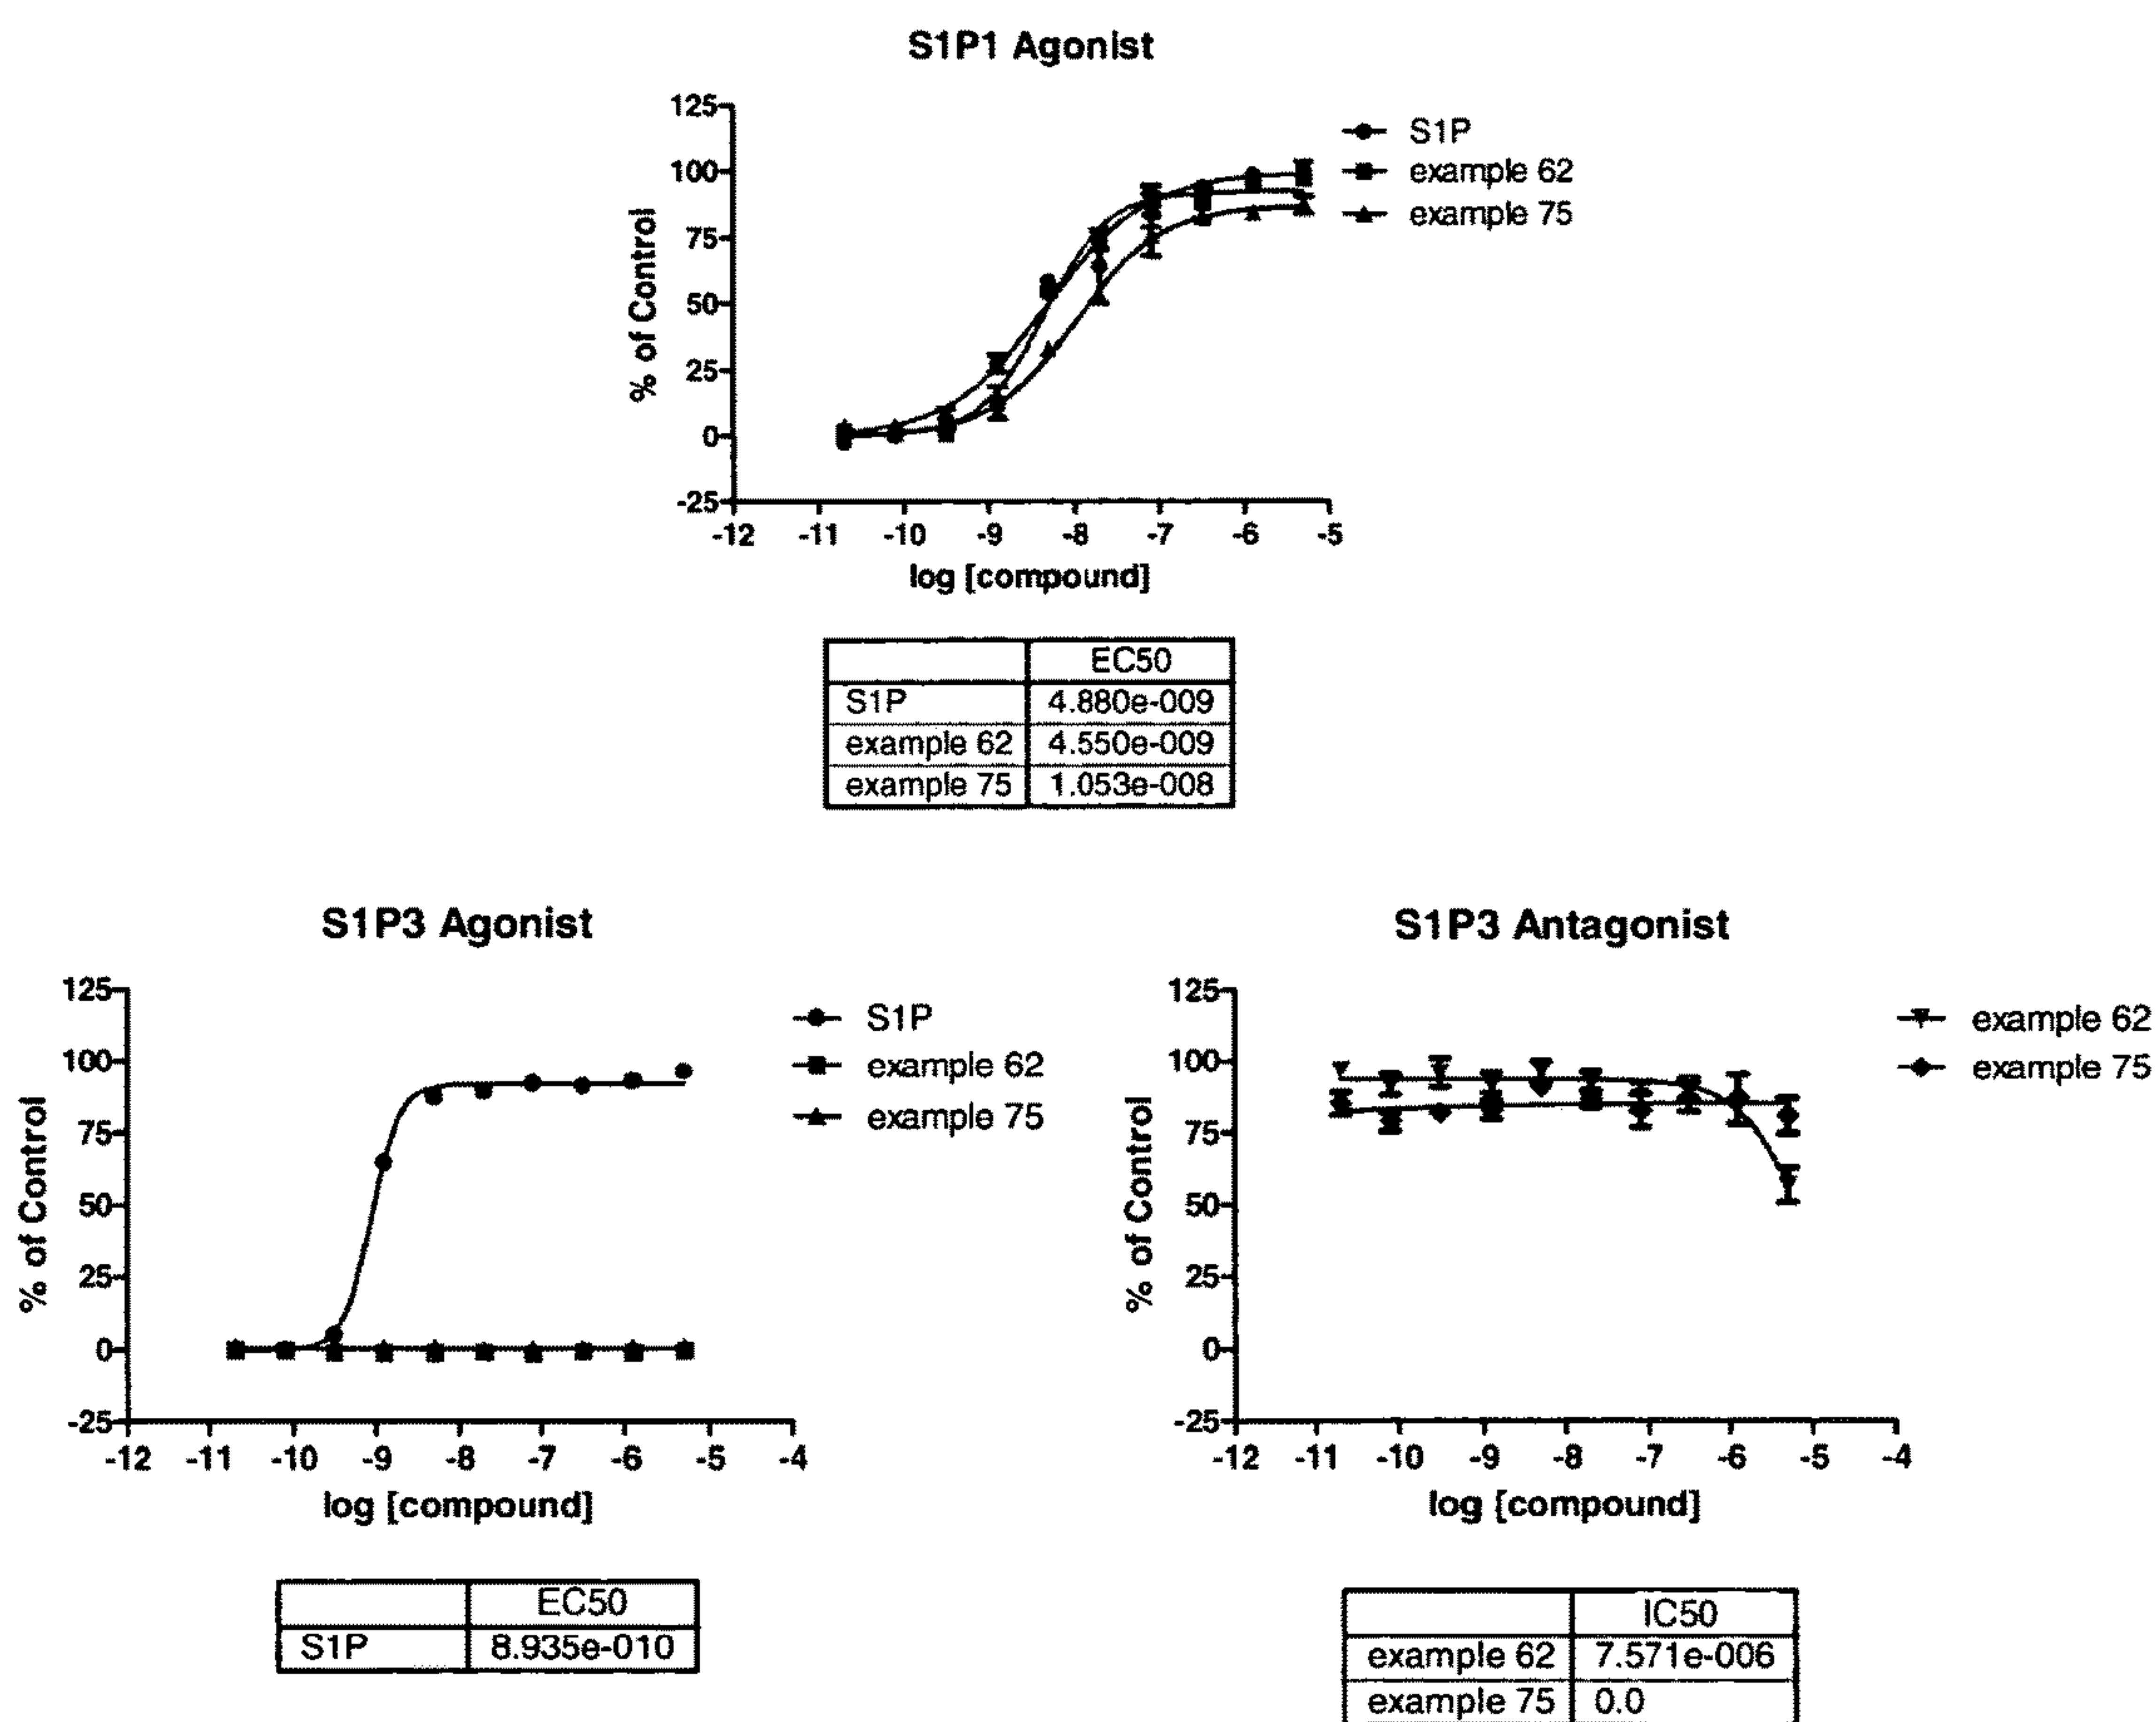 S1P1 Agonist
125
100
75
50
25
0
-25
% of Control
-12 -11 -10 -9 -8 -7 -6 -5
log [compound]
S1P
example 62
example 75
EC50
S1P 4.880e-009
example 62 4.550e-009
example 75 1.053e-008
S1P3 Agonist
125
100
75
50
25
0
-25
% of Control
-12 -11 -10 -9 -8 -7 -6 -5 -4
log [compound]
S1P
example 62
example 75
EC50
S1P 8.935e-010
S1P3 Antagonist
125
100
75
50
25
0
-25
% of Control
-12 -11 -10 -9 -8 -7 -6 -5 -4
log [compound]
example 62
example 75
IC50
example 62 7.571e-006
example 75 0.0